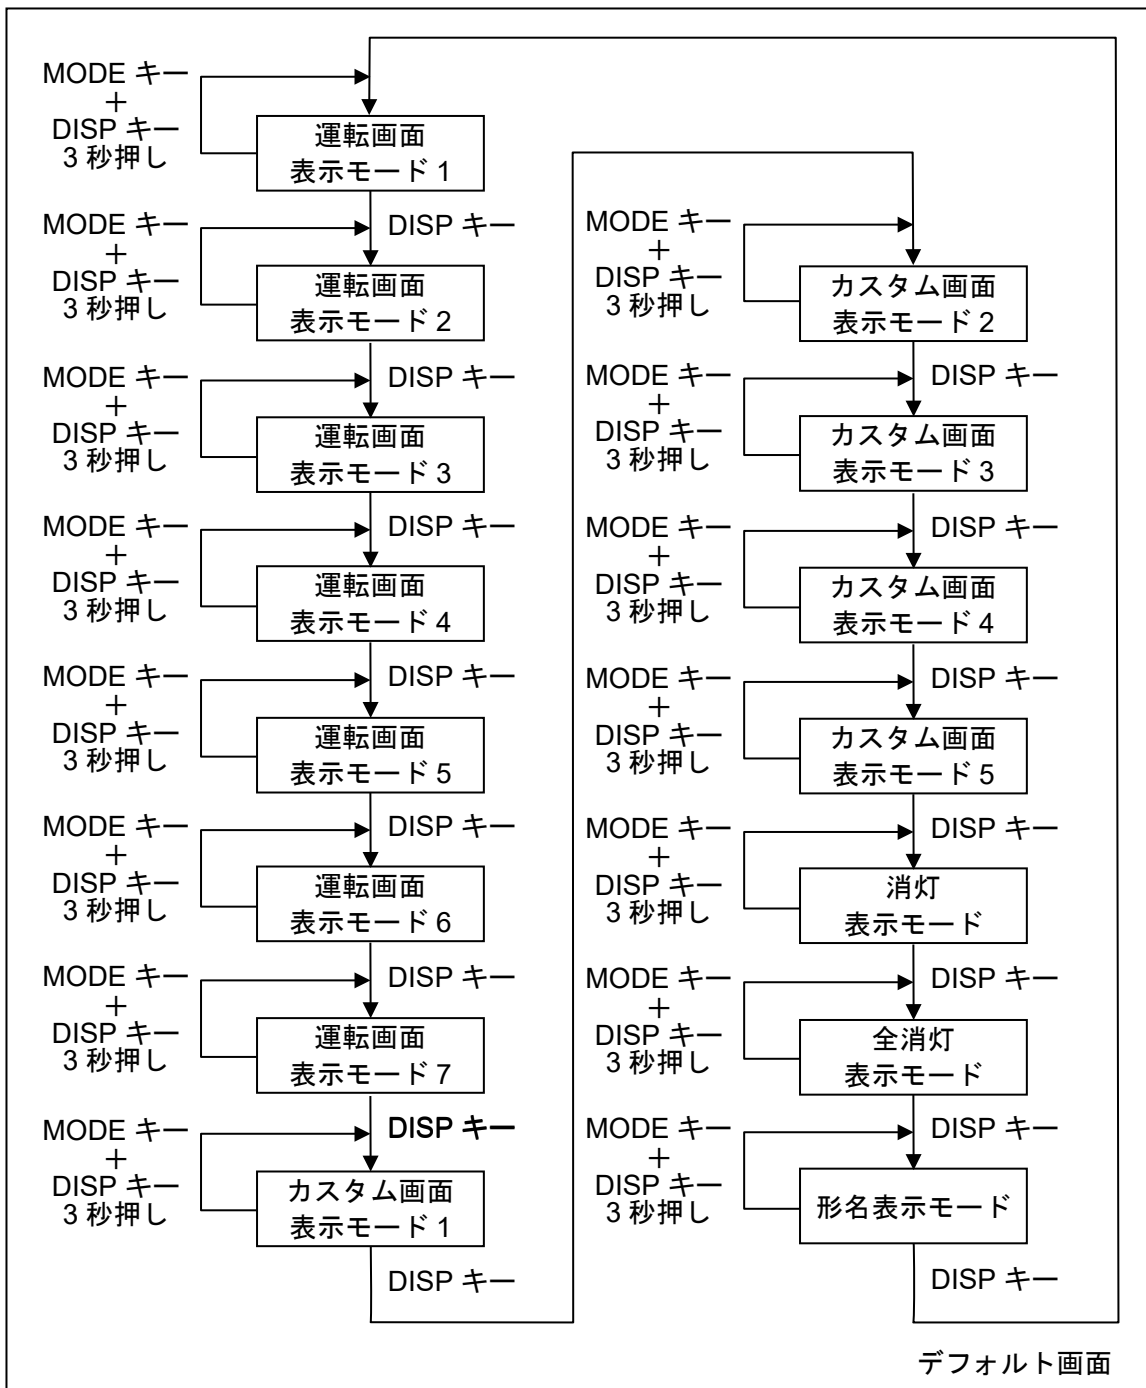 MODE キー
＋
DISP キー
3 秒押し
運転画面
表示モード 1
MODE キー
＋
DISP キー
3 秒押し
DISP キー
運転画面
表示モード 2
MODE キー
＋
DISP キー
3 秒押し
DISP キー
運転画面
表示モード 3
MODE キー
＋
DISP キー
3 秒押し
DISP キー
運転画面
表示モード 4
MODE キー
＋
DISP キー
3 秒押し
DISP キー
運転画面
表示モード 5
MODE キー
＋
DISP キー
3 秒押し
DISP キー
運転画面
表示モード 6
MODE キー
＋
DISP キー
3 秒押し
DISP キー
運転画面
表示モード 7
MODE キー
＋
DISP キー
3 秒押し
DISP キー
カスタム画面
表示モード 1
DISP キー
MODE キー
＋
DISP キー
3 秒押し
カスタム画面
表示モード 2
MODE キー
＋
DISP キー
3 秒押し
DISP キー
カスタム画面
表示モード 3
MODE キー
＋
DISP キー
3 秒押し
DISP キー
カスタム画面
表示モード 4
MODE キー
＋
DISP キー
3 秒押し
DISP キー
カスタム画面
表示モード 5
MODE キー
＋
DISP キー
3 秒押し
DISP キー
消灯
表示モード
MODE キー
＋
DISP キー
3 秒押し
DISP キー
全消灯
表示モード
MODE キー
＋
DISP キー
3 秒押し
DISP キー
形名表示モード
DISP キー
デフォルト画面